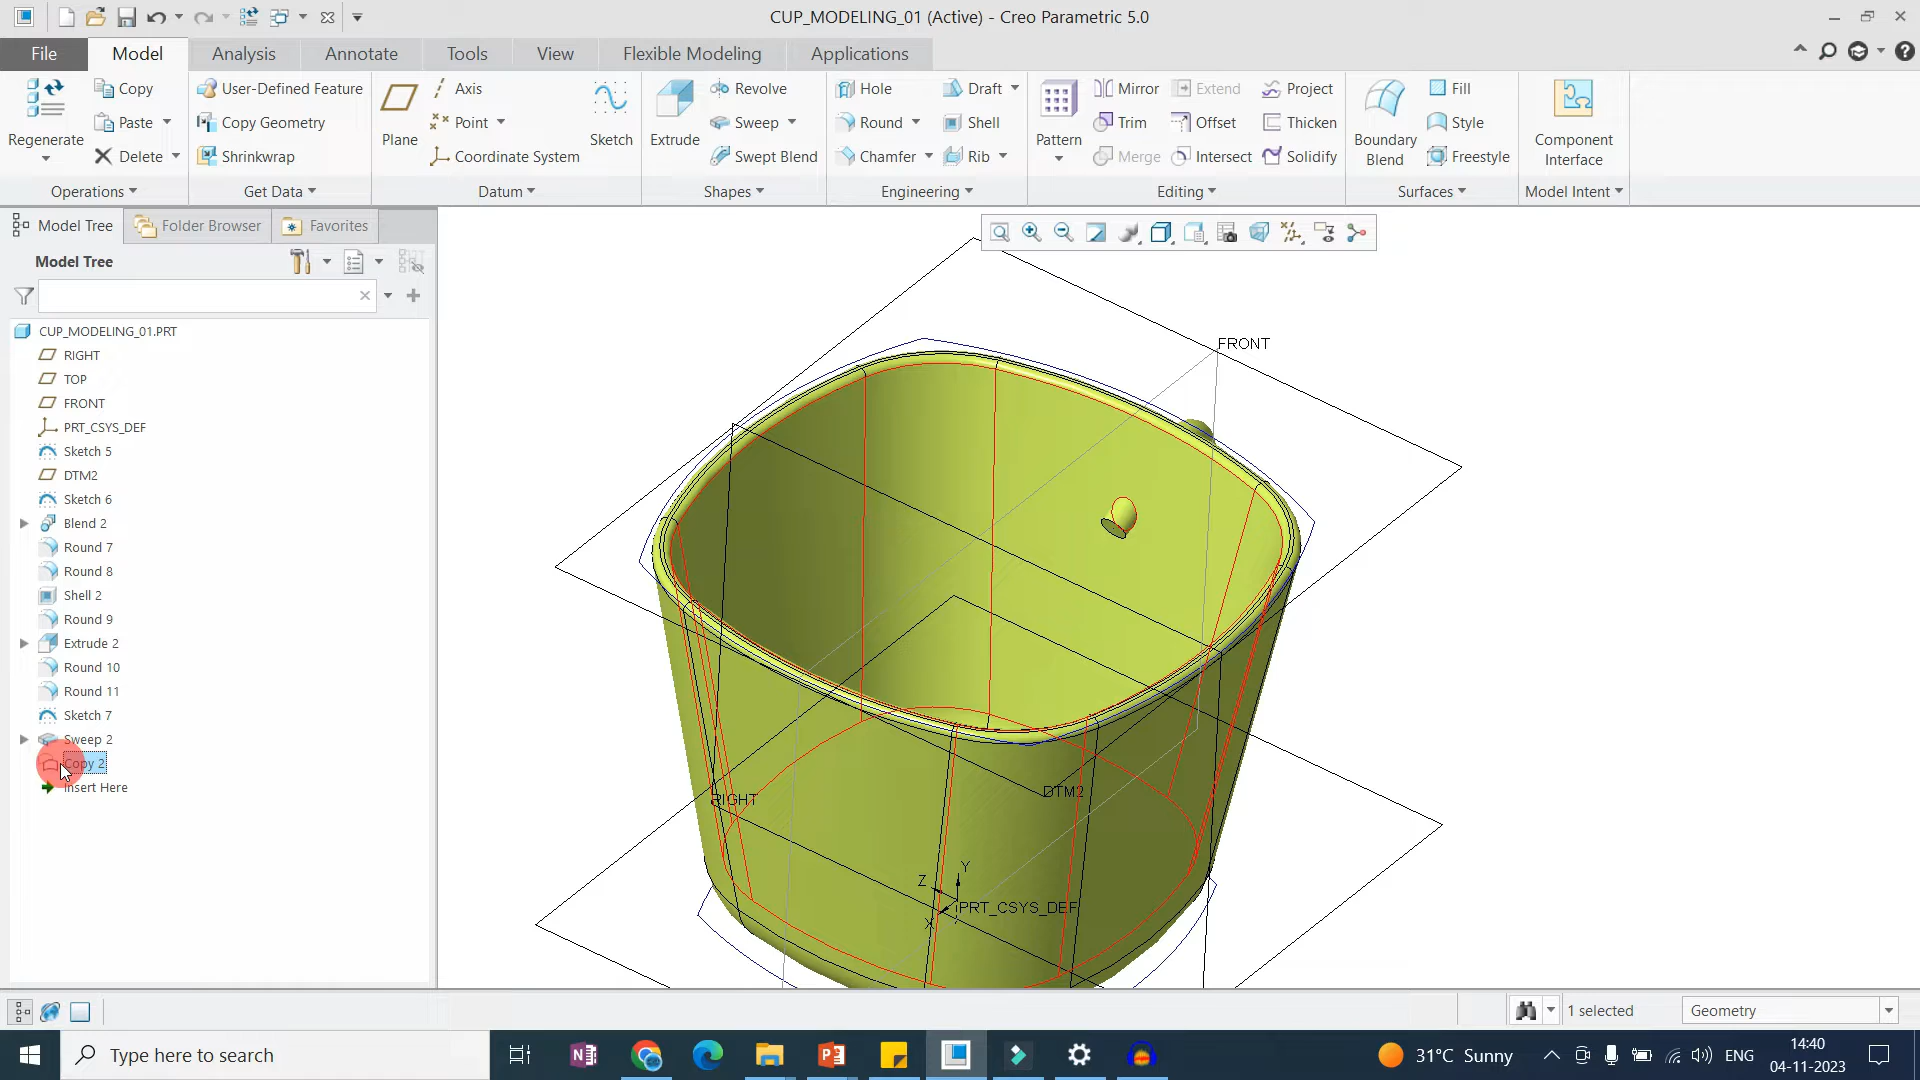 CUP_MODELING_01 (Active) - Creo Parametric 5.0
File Model Analysis Annotate Tools View Flexible Modeling Applications
Regenerate
Copy
Paste
Delete
Operations
User-Defined Feature
Copy Geometry
Shrinkwrap
Get Data
Plane
Axis
Point
Coordinate System
Sketch
Datum
Extrude
Revolve
Sweep
Swept Blend
Shapes
Hole
Round
Chamfer
Draft
Shell
Rib
Engineering
Pattern
Mirror
Trim
Merge
Extend
Offset
Intersect
Project
Thicken
Solidify
Editing
Boundary
Blend
Fill
Style
Freestyle
Surfaces
Component
Interface
Model Intent
Model Tree Folder Browser Favorites
Model Tree
CUP_MODELING_01.PRT
RIGHT
TOP
FRONT
PRT_CSYS_DEF
Sketch 5
DTM2
Sketch 6
Blend 2
Round 7
Round 8
Shell 2
Round 9
Extrude 2
Round 10
Round 11
Sketch 7
Sweep 2
Copy 2
Insert Here
FRONT
RIGHT
DTM2
Y
Z
X
PRT_CSYS_DEF
1 selected
Geometry
Type here to search
31°C Sunny
ENG
14:40
04-11-2023